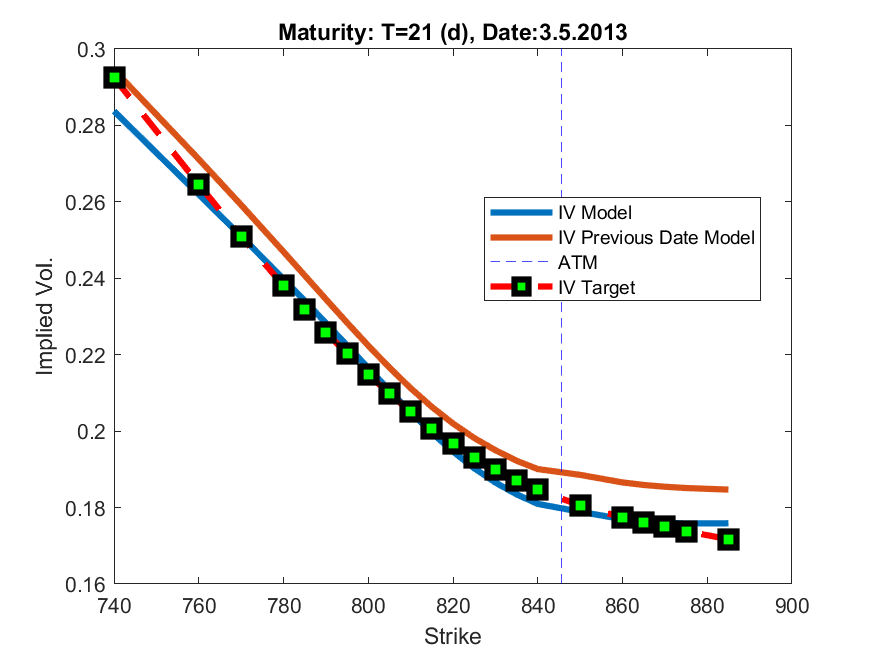 Maturity: T=21 (d), Date:3.5.2013
0.3
0.28
0.26
0.24
0.22
0.2
0.18
0.16
Implied Vol.
IV Model
IV Previous Date Model
ATM
IV Target
740 760 780 800 820 840 860 880 900
Strike